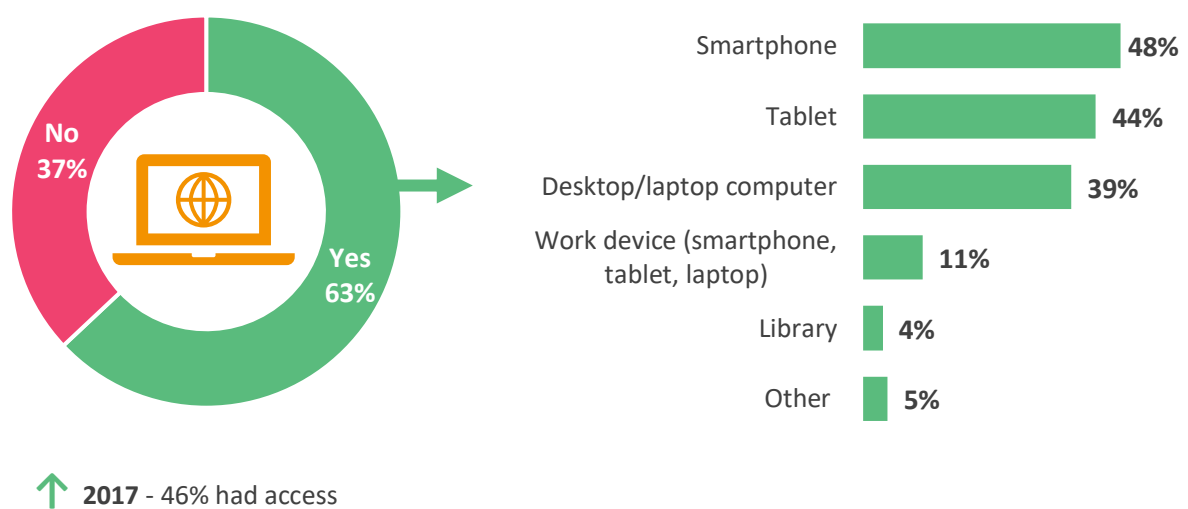 No
37%
Yes
63%
Smartphone 48%
Tablet 44%
Desktop/laptop computer 39%
Work device (smartphone,
tablet, laptop) 11%
Library 4%
Other 5%
2017 - 46% had access